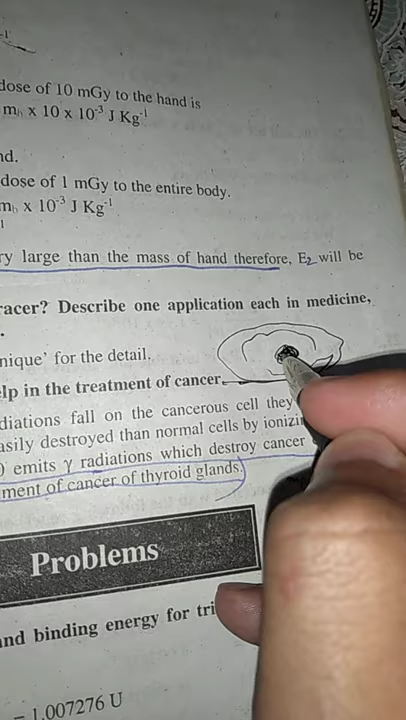 dose of 10 mGy to the hand is
mₕ x 10 x 10⁻³ J Kg⁻¹
nd.
dose of 1 mGy to the entire body.
x 10⁻³ J Kg⁻¹
ry large than the mass of hand therefore, E₂ will be
racer? Describe one application each in medicine,
nique' for the detail.
elp in the treatment of cancer.
diations fall on the cancerous cell they
asily destroyed than normal cells by ionizi
) emits γ radiations which destroy cancer
ment of cancer of thyroid glands.
Problems
and binding energy for tri
= 1.007276 U